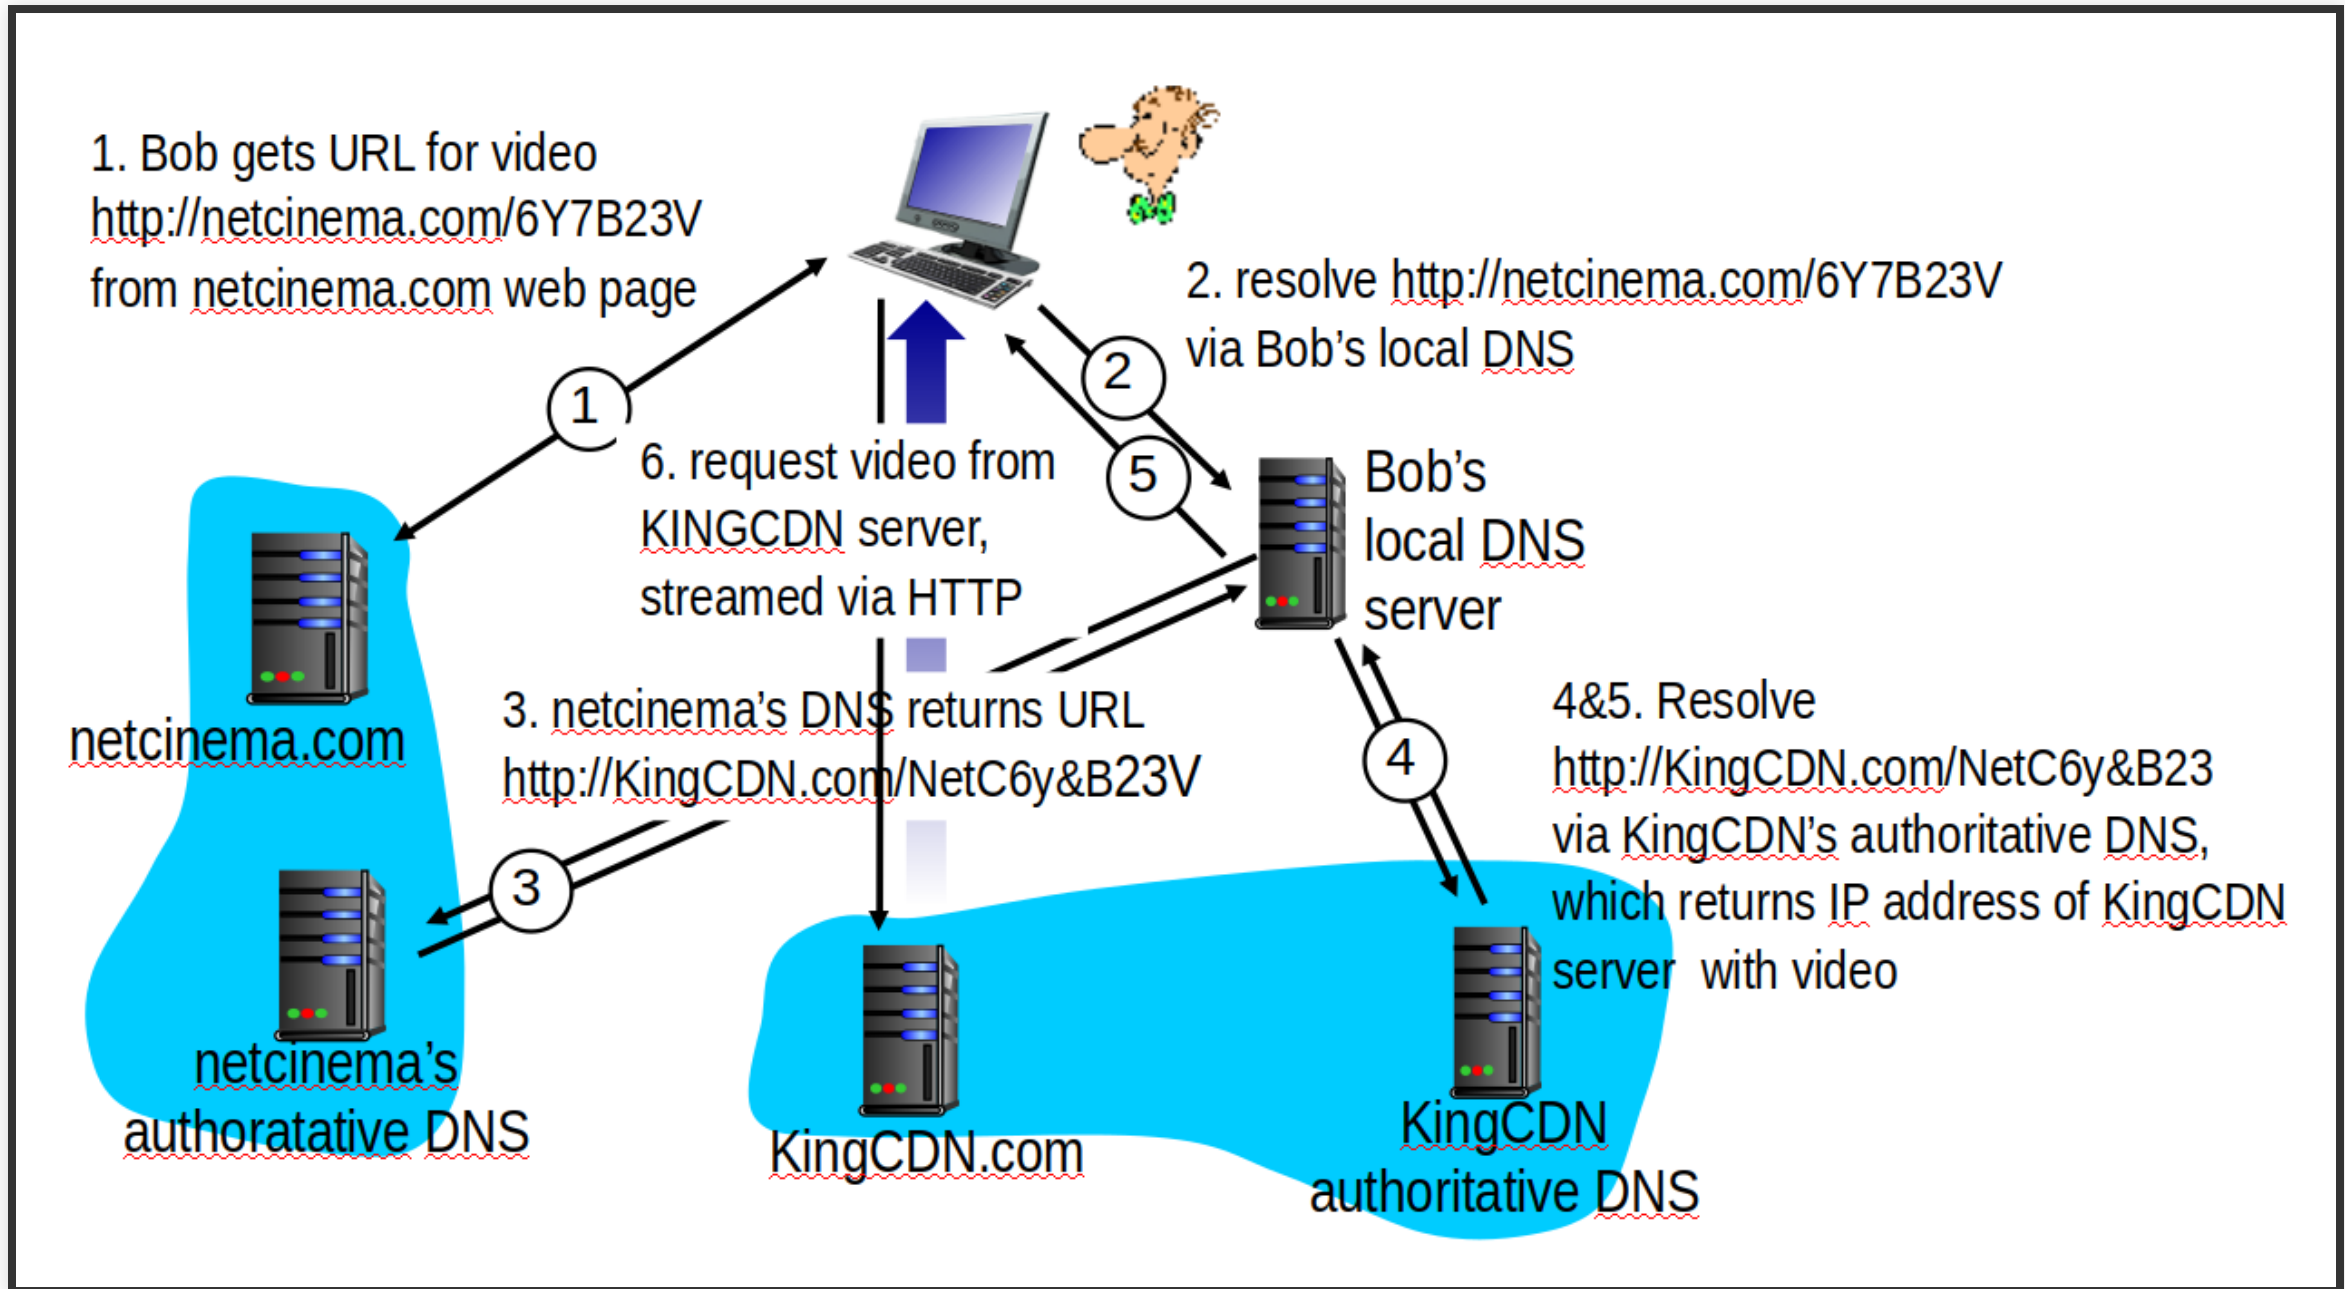 1. Bob gets URL for video
http://netcinema.com/6Y7B23V
from netcinema.com web page
2. resolve http://netcinema.com/6Y7B23V
via Bob’s local DNS
1
2
5
6. request video from
KINGCDN server,
streamed via HTTP
Bob’s
local DNS
server
netcinema.com
3. netcinema’s DNS returns URL
http://KingCDN.com/NetC6y&B23V
4
4&5. Resolve
http://KingCDN.com/NetC6y&B23
via KingCDN’s authoritative DNS,
which returns IP address of KingCDN
server with video
3
netcinema’s
authoratative DNS
KingCDN.com
KingCDN
authoritative DNS